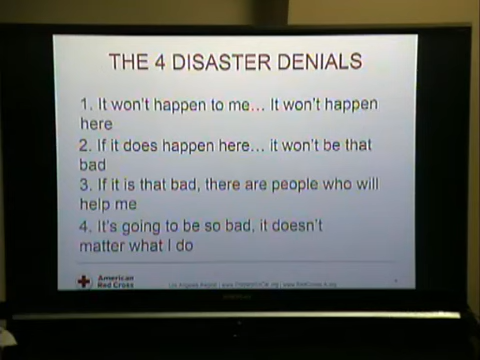 THE 4 DISASTER DENIALS
1. It won't happen to me... It won't happen
here
2. If it does happen here... it won't be that
bad
3. If it is that bad, there are people who will
help me
4. It's going to be so bad, it doesn't
matter what I do
American
Red Cross